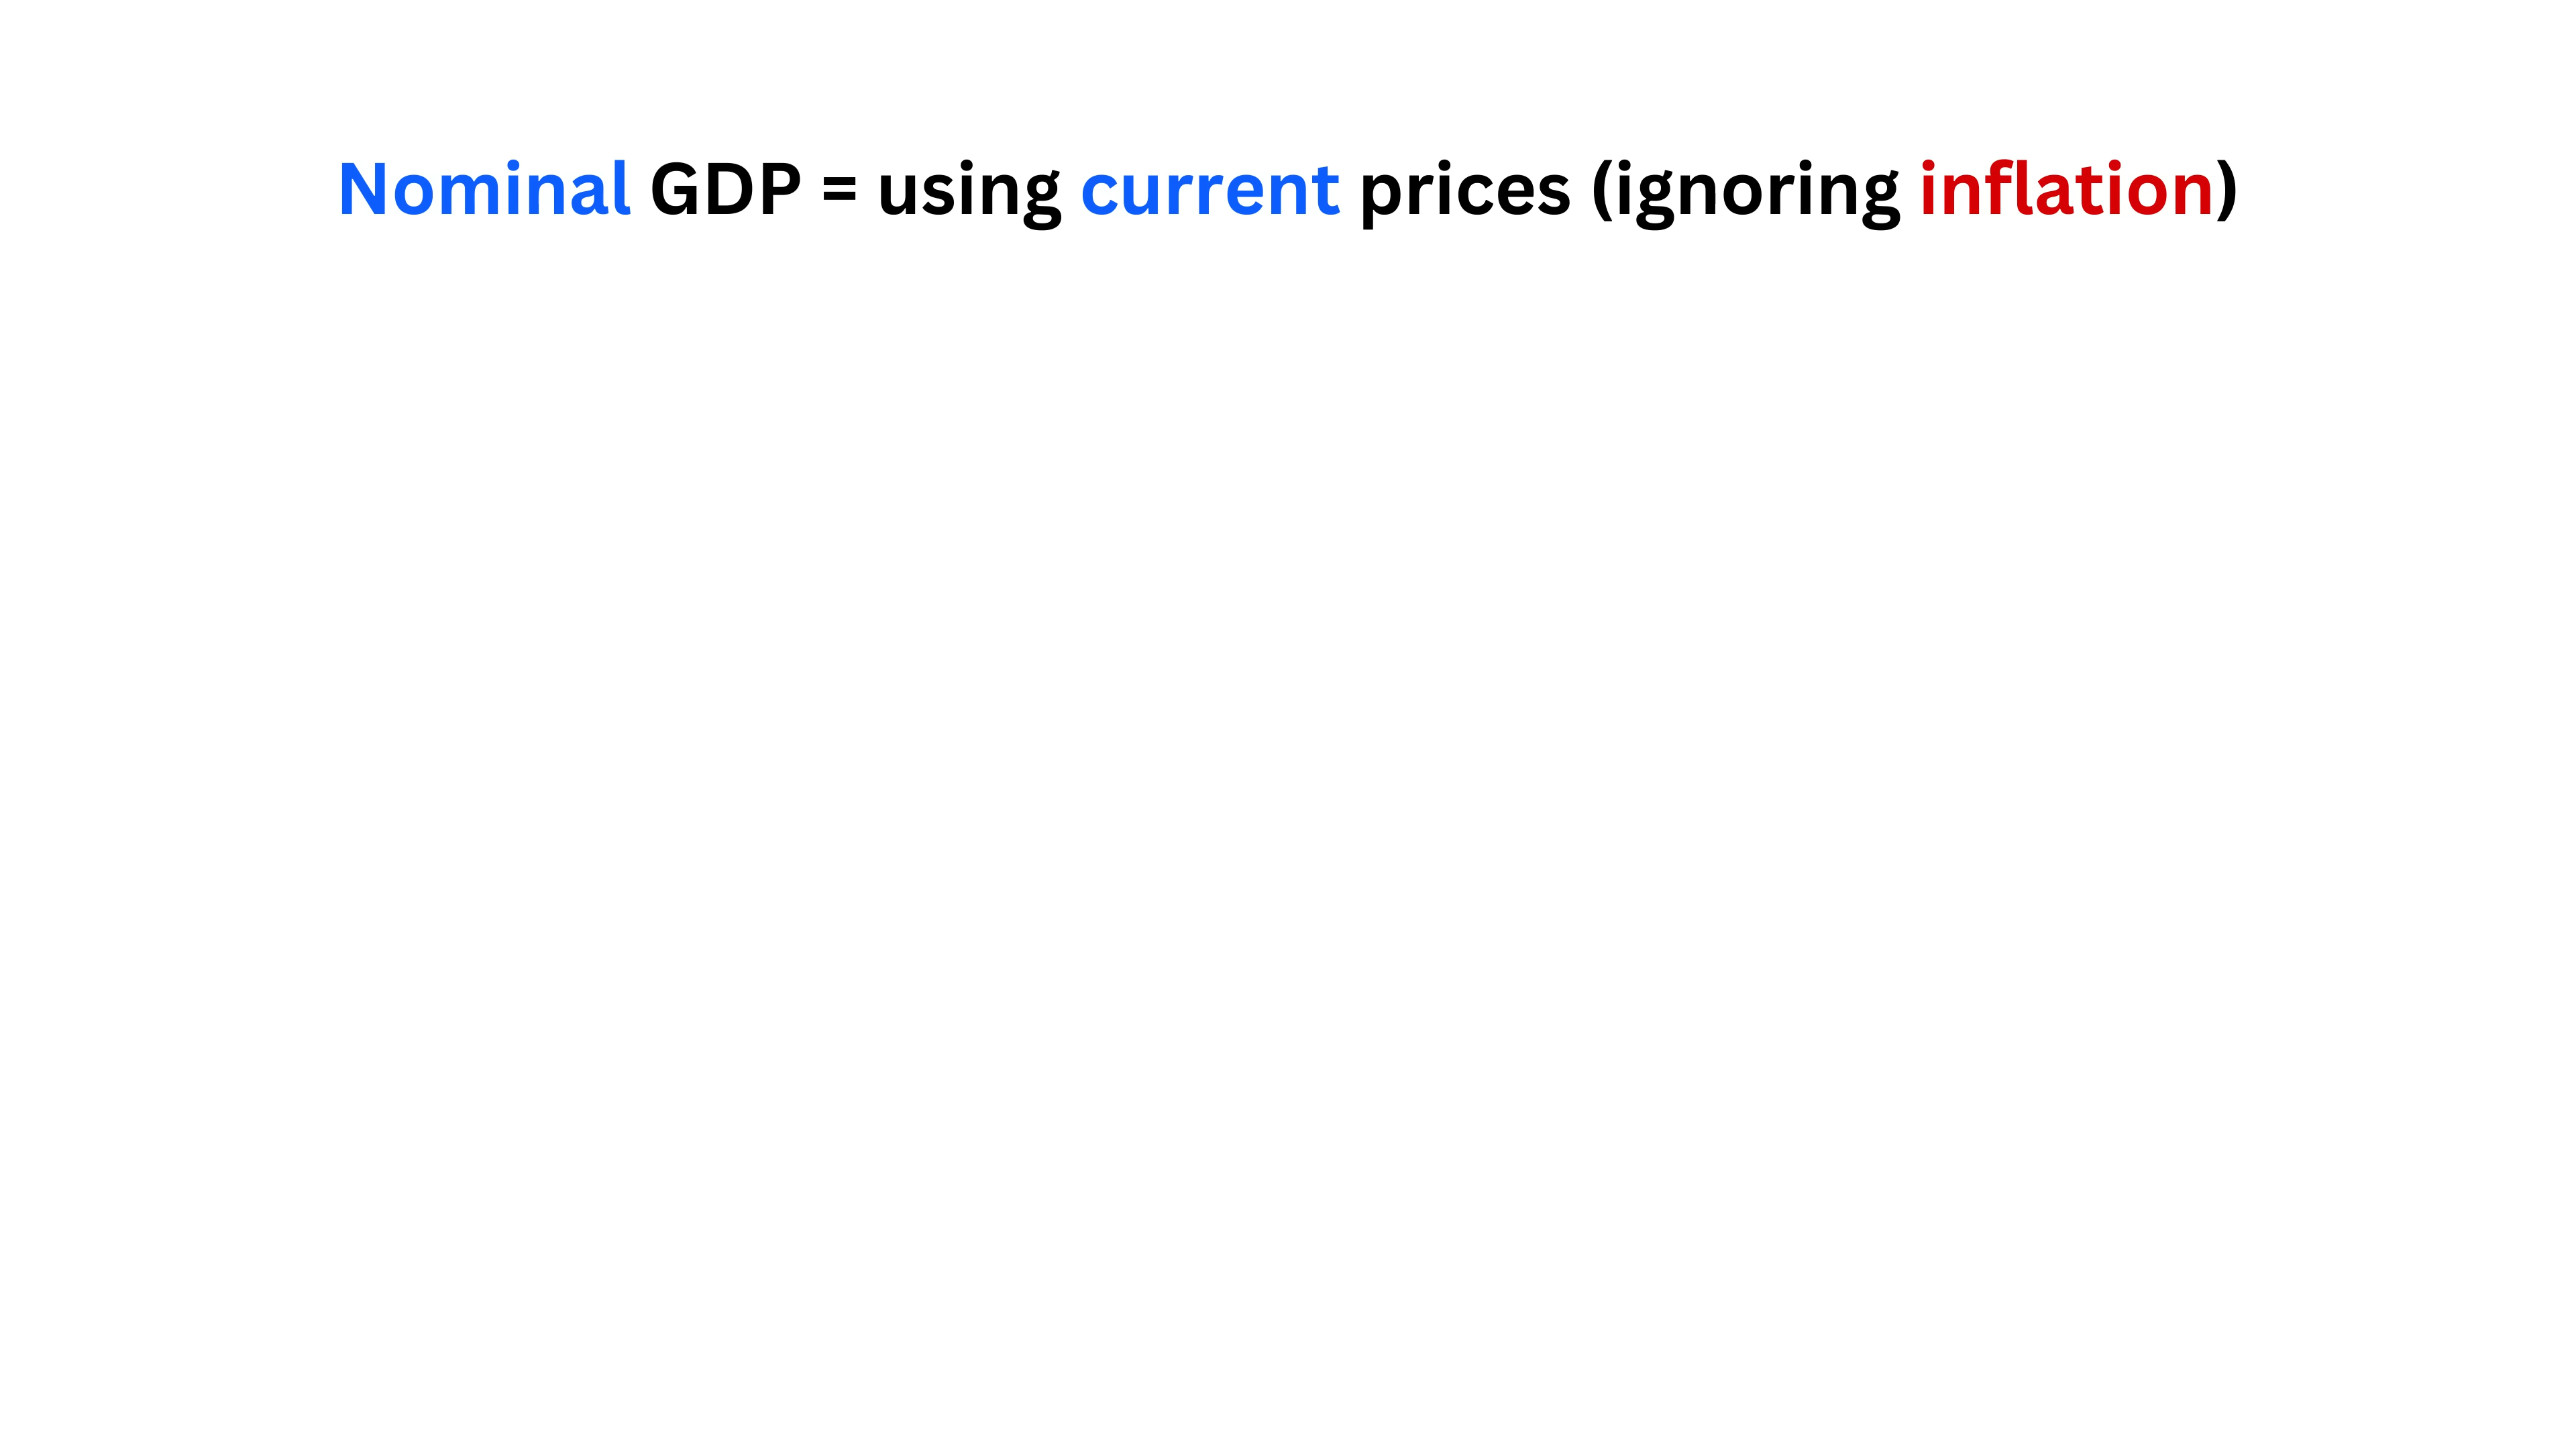 Nominal GDP = using current prices (ignoring inflation)